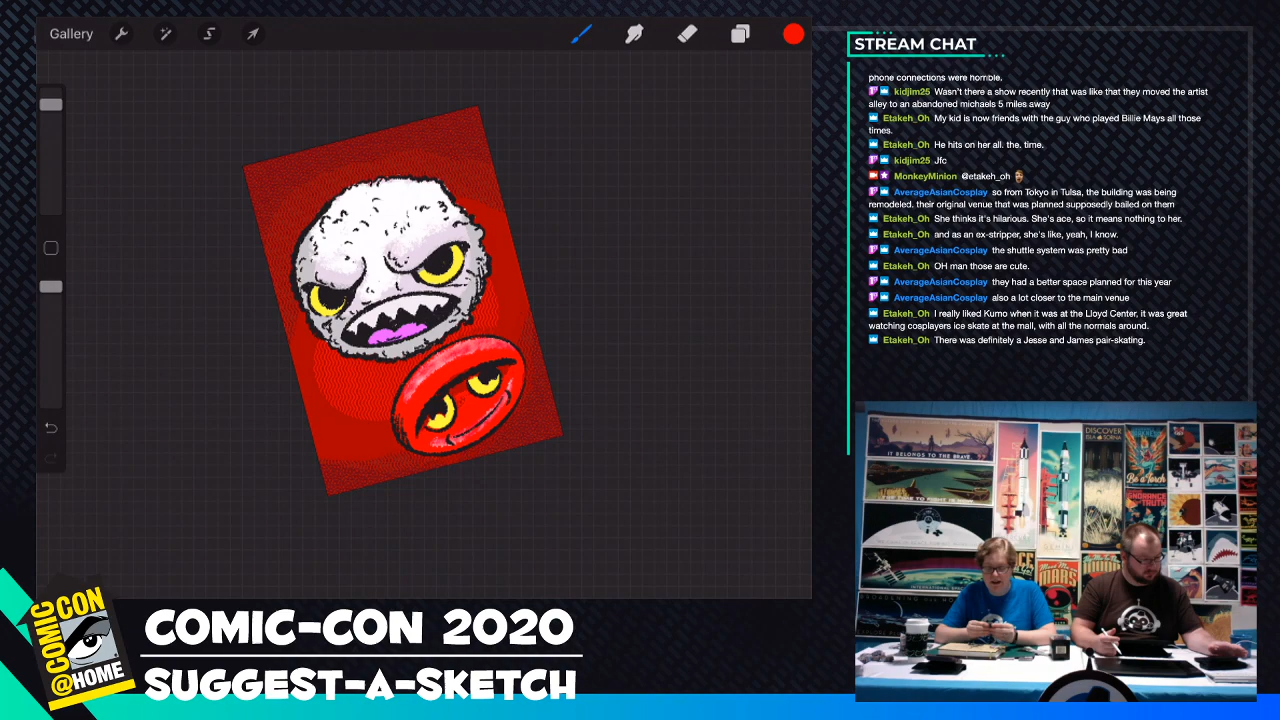 Gallery
STREAM CHAT
phone connections were horrible.
kidjim25 Wasn't there a show recently that was like that they moved the artist
alley to an abandoned michaels 5 miles away
Etakeh_Oh My kid is now friends with the guy who played Billie Mays all those
times.
Etakeh_Oh He hits on her all. the. time.
kidjim25 Jfc
MonkeyMinion @etakeh_oh
AverageAsianCosplay so from Tokyo in Tulsa, the building was being
remodeled. their original venue that was planned supposedly bailed on them
Etakeh_Oh She thinks it's hilarious. She's ace, so it means nothing to her.
Etakeh_Oh and as an ex-stripper, she's like, yeah, I know.
AverageAsianCosplay the shuttle system was pretty bad
Etakeh_Oh OH man those are cute.
AverageAsianCosplay they had a better space planned for this year
AverageAsianCosplay also a lot closer to the main venue
Etakeh_Oh I really liked Kumo when it was at the Lloyd Center, it was great
watching cosplayers ice skate at the mall, with all the normals around.
Etakeh_Oh There was definitely a Jesse and James pair-skating.
IT BELONGS TO THE BRAVE
DISCOVER
ISLA SORNA
Be a Torch
IGNORANCE
TRUTH
MARS
COMIC CON
@HOME
COMIC-CON 2020
SUGGEST-A-SKETCH